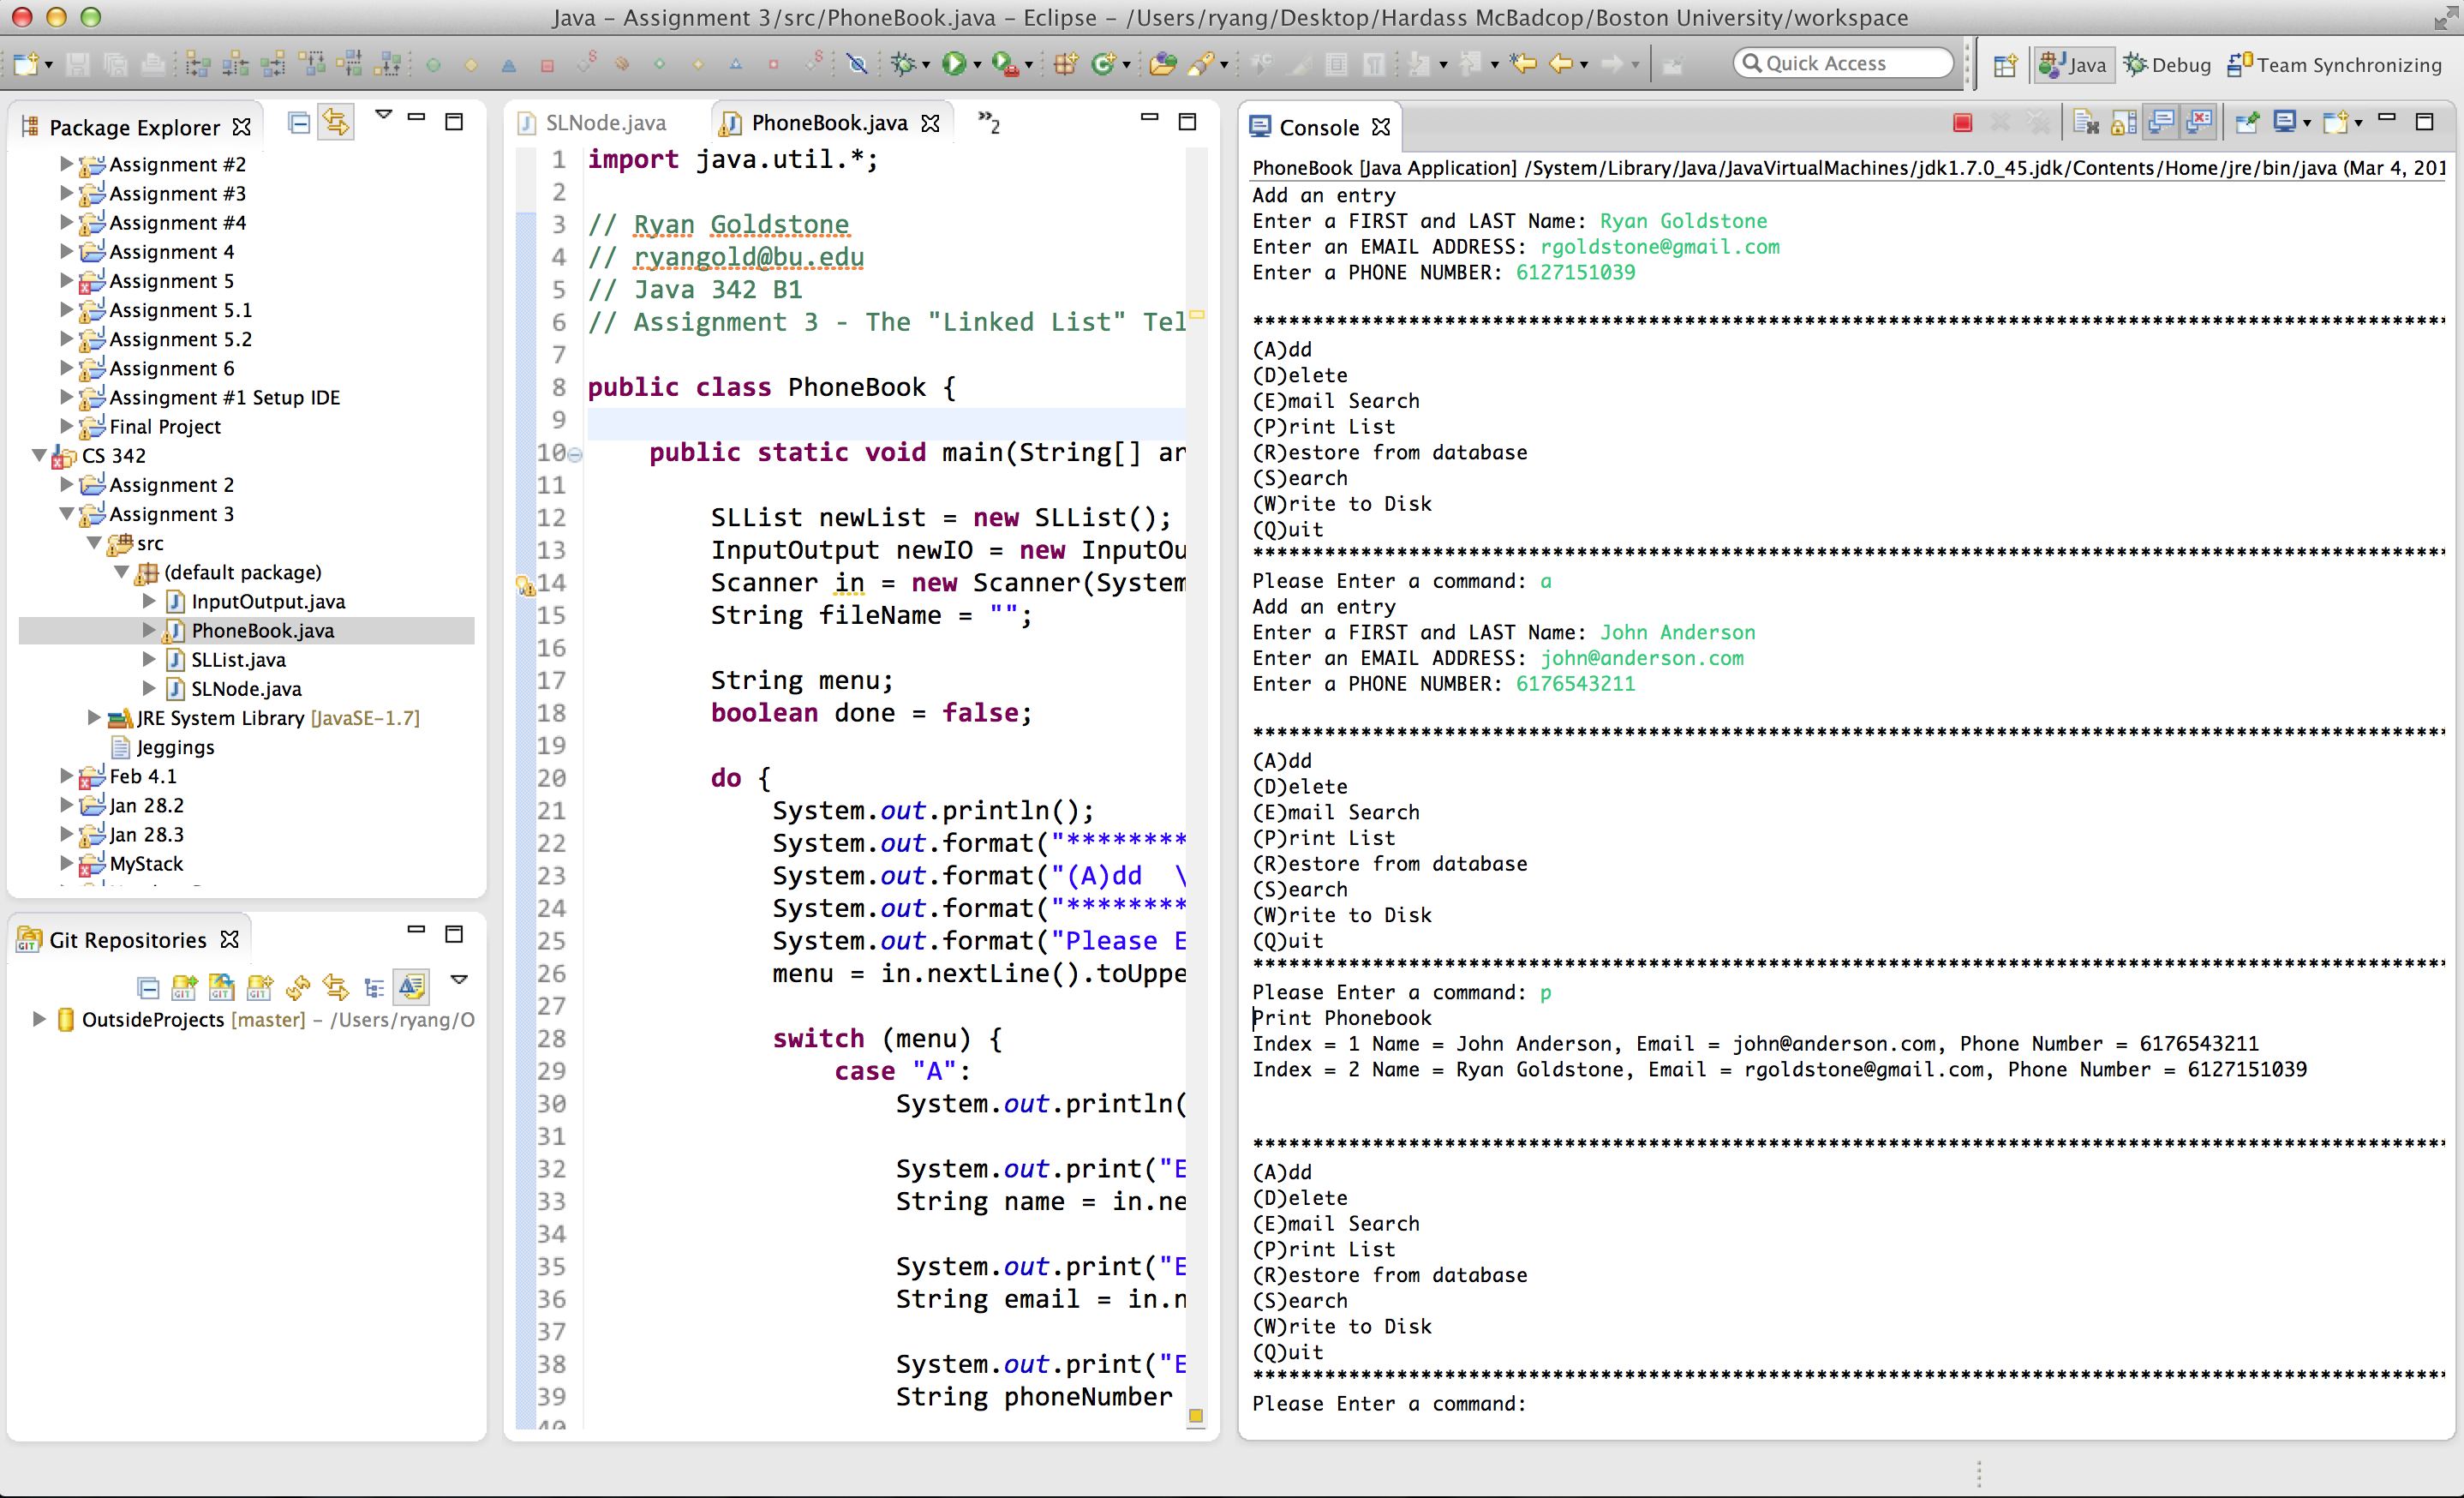 Java – Assignment 3/src/PhoneBook.java – Eclipse – /Users/ryang/Desktop/Hardass McBadcop/Boston University/workspace
Quick Access
Java
Debug
Team Synchronizing
Package Explorer
Assignment #2
Assignment #3
Assignment #4
Assignment 4
Assignment 5
Assignment 5.1
Assignment 5.2
Assignment 6
Assingment #1 Setup IDE
Final Project
CS 342
Assignment 2
Assignment 3
src
(default package)
InputOutput.java
PhoneBook.java
SLList.java
SLNode.java
JRE System Library [JavaSE-1.7]
Jeggings
Feb 4.1
Jan 28.2
Jan 28.3
MyStack
Git Repositories
OutsideProjects [master] – /Users/ryang/O
SLNode.java
PhoneBook.java
»2
1 import java.util.*;
2
3 // Ryan Goldstone
4 // ryangold@bu.edu
5 // Java 342 B1
6 // Assignment 3 - The "Linked List" Tel
7
8 public class PhoneBook {
9
10 public static void main(String[] ar
11
12 SLList newList = new SLList();
13 InputOutput newIO = new InputOu
14 Scanner in = new Scanner(System
15 String fileName = "";
16
17 String menu;
18 boolean done = false;
19
20 do {
21 System.out.println();
22 System.out.format("*********
23 System.out.format("(A)dd  \
24 System.out.format("*********
25 System.out.format("Please E
26 menu = in.nextLine().toUppe
27
28 switch (menu) {
29 case "A":
30 System.out.println(
31
32 System.out.print("E
33 String name = in.ne
34
35 System.out.print("E
36 String email = in.n
37
38 System.out.print("E
39 String phoneNumber
40
Console
PhoneBook [Java Application] /System/Library/Java/JavaVirtualMachines/jdk1.7.0_45.jdk/Contents/Home/jre/bin/java (Mar 4, 201
Add an entry
Enter a FIRST and LAST Name: Ryan Goldstone
Enter an EMAIL ADDRESS: rgoldstone@gmail.com
Enter a PHONE NUMBER: 6127151039
****************************************************************************************************
(A)dd
(D)elete
(E)mail Search
(P)rint List
(R)estore from database
(S)earch
(W)rite to Disk
(Q)uit
****************************************************************************************************
Please Enter a command: a
Add an entry
Enter a FIRST and LAST Name: John Anderson
Enter an EMAIL ADDRESS: john@anderson.com
Enter a PHONE NUMBER: 6176543211
****************************************************************************************************
(A)dd
(D)elete
(E)mail Search
(P)rint List
(R)estore from database
(S)earch
(W)rite to Disk
(Q)uit
****************************************************************************************************
Please Enter a command: p
Print Phonebook
Index = 1 Name = John Anderson, Email = john@anderson.com, Phone Number = 6176543211
Index = 2 Name = Ryan Goldstone, Email = rgoldstone@gmail.com, Phone Number = 6127151039
****************************************************************************************************
(A)dd
(D)elete
(E)mail Search
(P)rint List
(R)estore from database
(S)earch
(W)rite to Disk
(Q)uit
****************************************************************************************************
Please Enter a command: